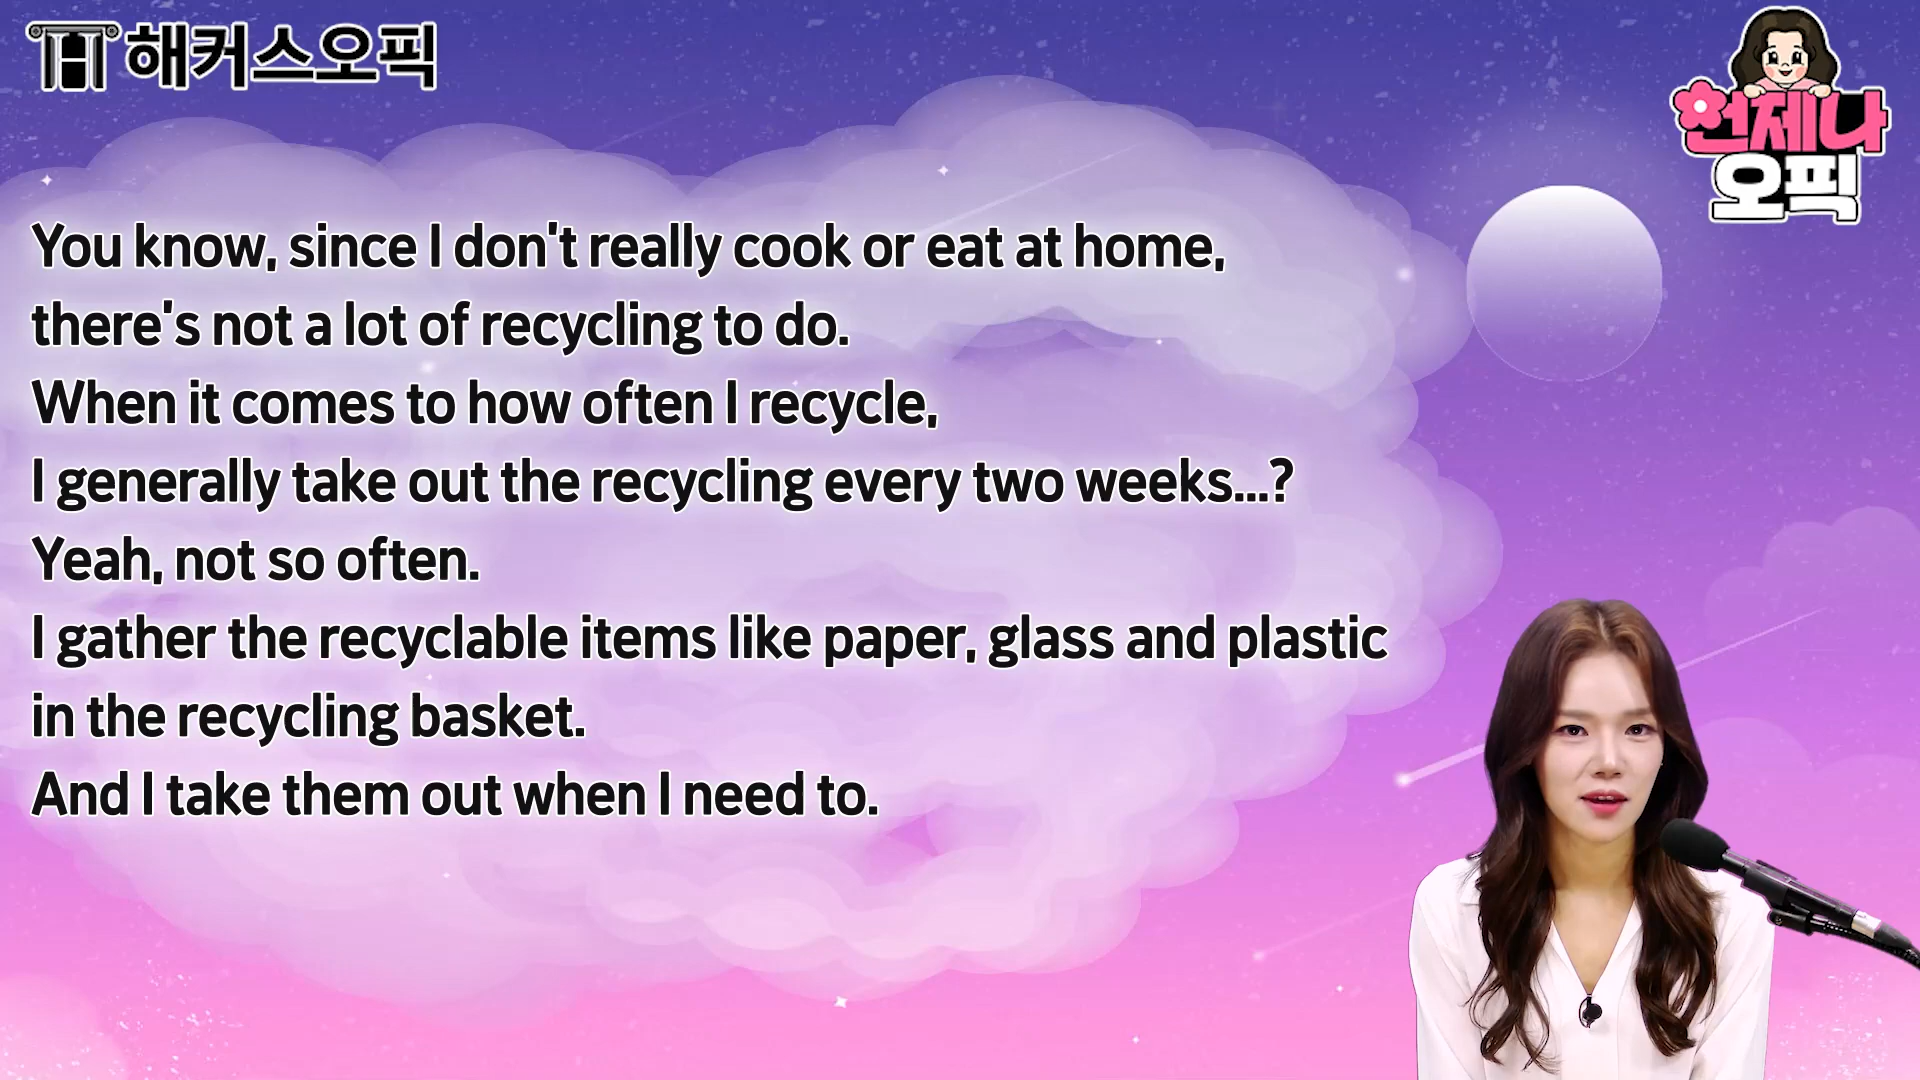 해커스오픽
언제나
오픽
You know, since I don't really cook or eat at home,
there's not a lot of recycling to do.
When it comes to how often I recycle,
I generally take out the recycling every two weeks...?
Yeah, not so often.
I gather the recyclable items like paper, glass and plastic
in the recycling basket.
And I take them out when I need to.